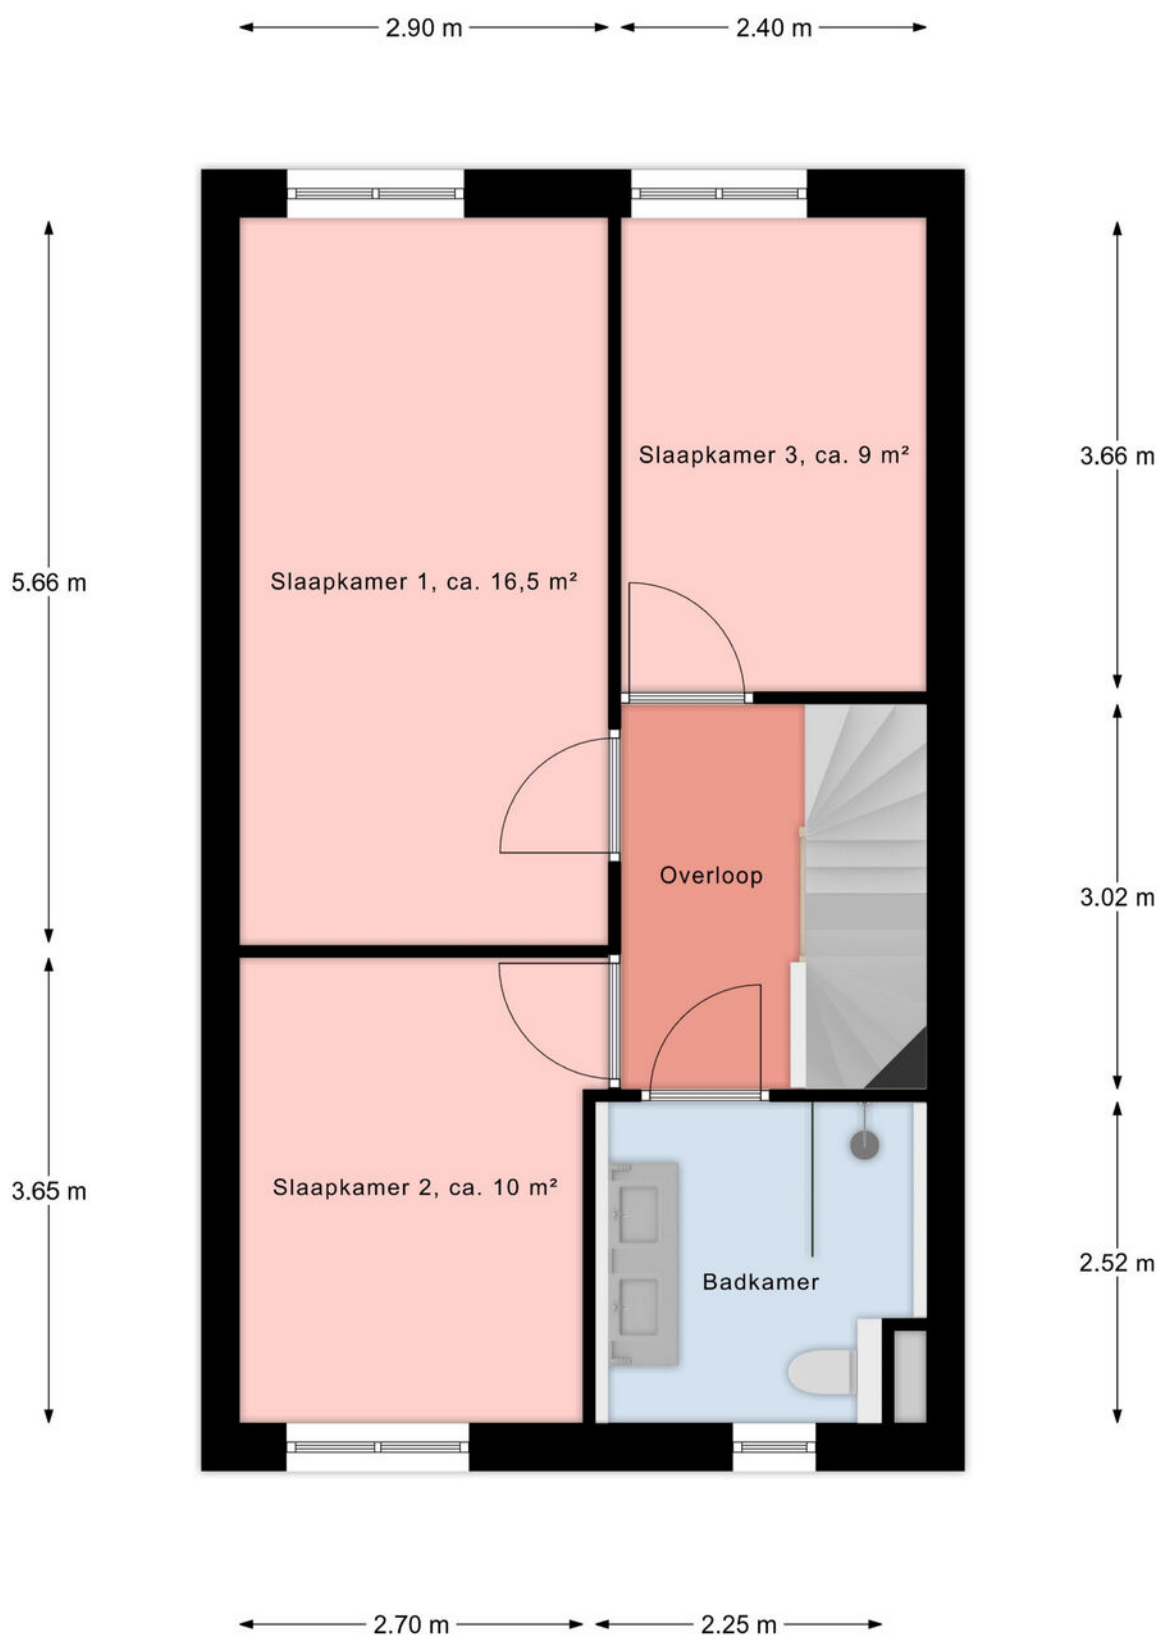 2.90 m
2.40 m
Slaapkamer 3, ca. 9 m²
3.66 m
Slaapkamer 1, ca. 16,5 m²
5.66 m
Overloop
3.02 m
Slaapkamer 2, ca. 10 m²
3.65 m
Badkamer
2.52 m
2.70 m
2.25 m